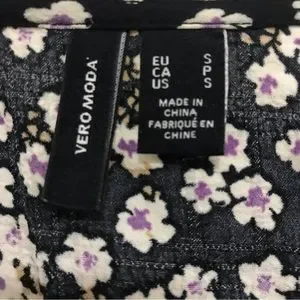 VERO MODA
EU S
CA P
US S
MADE IN
CHINA
FABRIQUÉ EN
CHINE